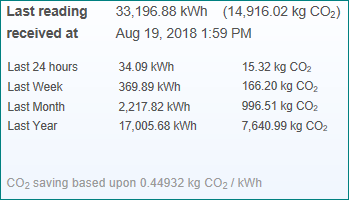 Last reading 33,196.88 kWh (14,916.02 kg CO₂)
received at Aug 19, 2018 1:59 PM
Last 24 hours 34.09 kWh 15.32 kg CO₂
Last Week 369.89 kWh 166.20 kg CO₂
Last Month 2,217.82 kWh 996.51 kg CO₂
Last Year 17,005.68 kWh 7,640.99 kg CO₂
CO₂ saving based upon 0.44932 kg CO₂ / kWh